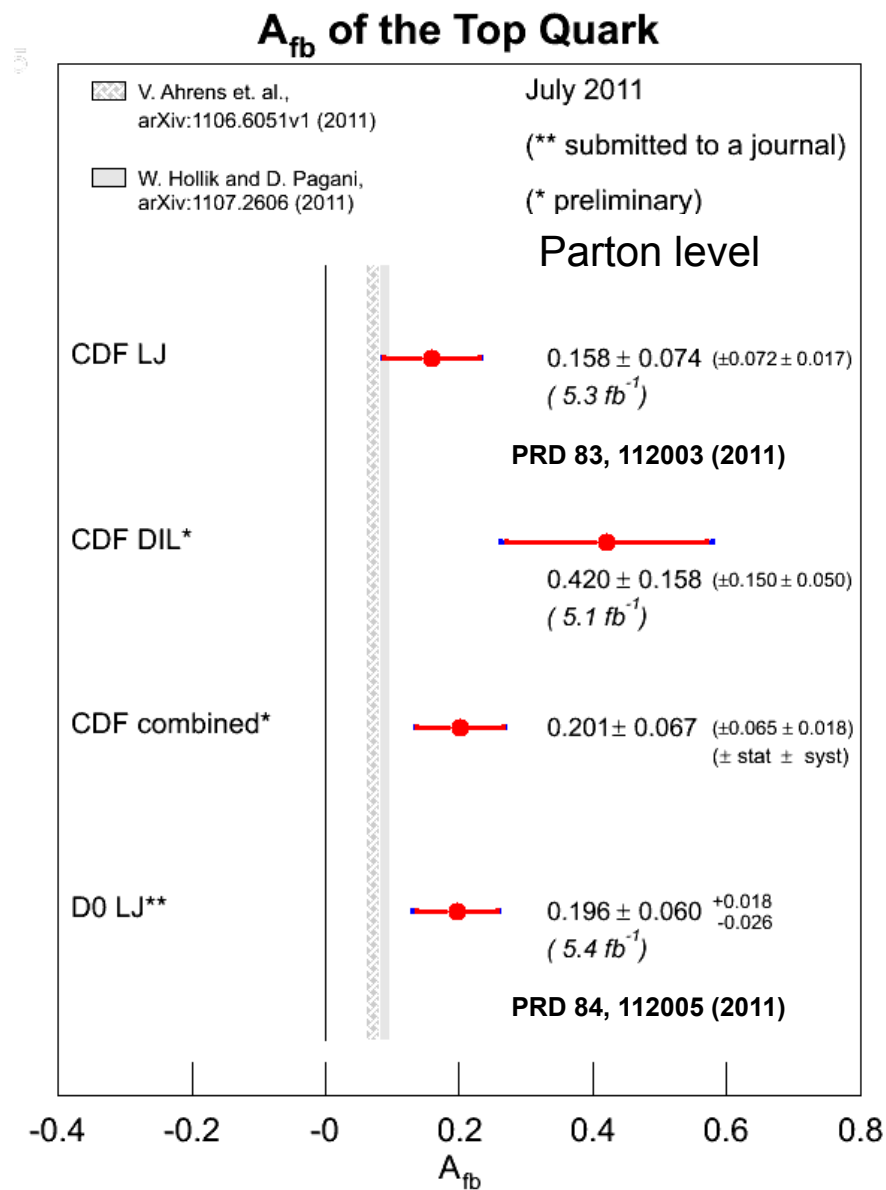 A_fb of the Top Quark
V. Ahrens et. al.,
arXiv:1106.6051v1 (2011)
W. Hollik and D. Pagani,
arXiv:1107.2606 (2011)
July 2011
(** submitted to a journal)
(* preliminary)
Parton level
CDF LJ
0.158 ± 0.074 (±0.072 ± 0.017)
( 5.3 fb^-1)
PRD 83, 112003 (2011)
CDF DIL*
0.420 ± 0.158 (±0.150 ± 0.050)
( 5.1 fb^-1)
CDF combined*
0.201± 0.067 (±0.065 ± 0.018)
(± stat ± syst)
D0 LJ**
0.196 ± 0.060 +0.018
-0.026
( 5.4 fb^-1)
PRD 84, 112005 (2011)
-0.4 -0.2 -0 0.2 0.4 0.6 0.8
A_fb